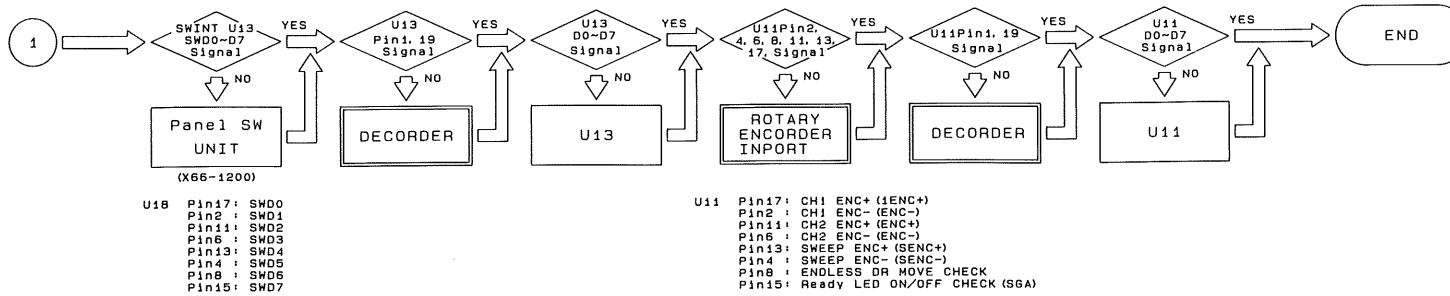 1
SWINT U13
SWD0~D7
Signal
YES
NO
Panel SW
UNIT
(X66-1200)
U13
Pin1, 19
Signal
YES
NO
DECORDER
U13
D0~D7
Signal
YES
NO
U13
U11Pin2,
4, 6, 8, 11, 13,
17, Signal
YES
NO
ROTARY
ENCORDER
INPORT
U11Pin1, 19
Signal
YES
NO
DECORDER
U11
D0~D7
Signal
YES
NO
U11
END
U18 Pin17: SWD0
Pin2 : SWD1
Pin11: SWD2
Pin6 : SWD3
Pin13: SWD4
Pin4 : SWD5
Pin8 : SWD6
Pin15: SWD7
U11 Pin17: CH1 ENC+ (1ENC+)
Pin2 : CH1 ENC- (ENC-)
Pin11: CH2 ENC+ (ENC+)
Pin6 : CH2 ENC- (ENC-)
Pin13: SWEEP ENC+ (SENC+)
Pin4 : SWEEP ENC- (SENC-)
Pin8 : ENDLESS DR MOVE CHECK
Pin15: Ready LED ON/OFF CHECK (SGA)